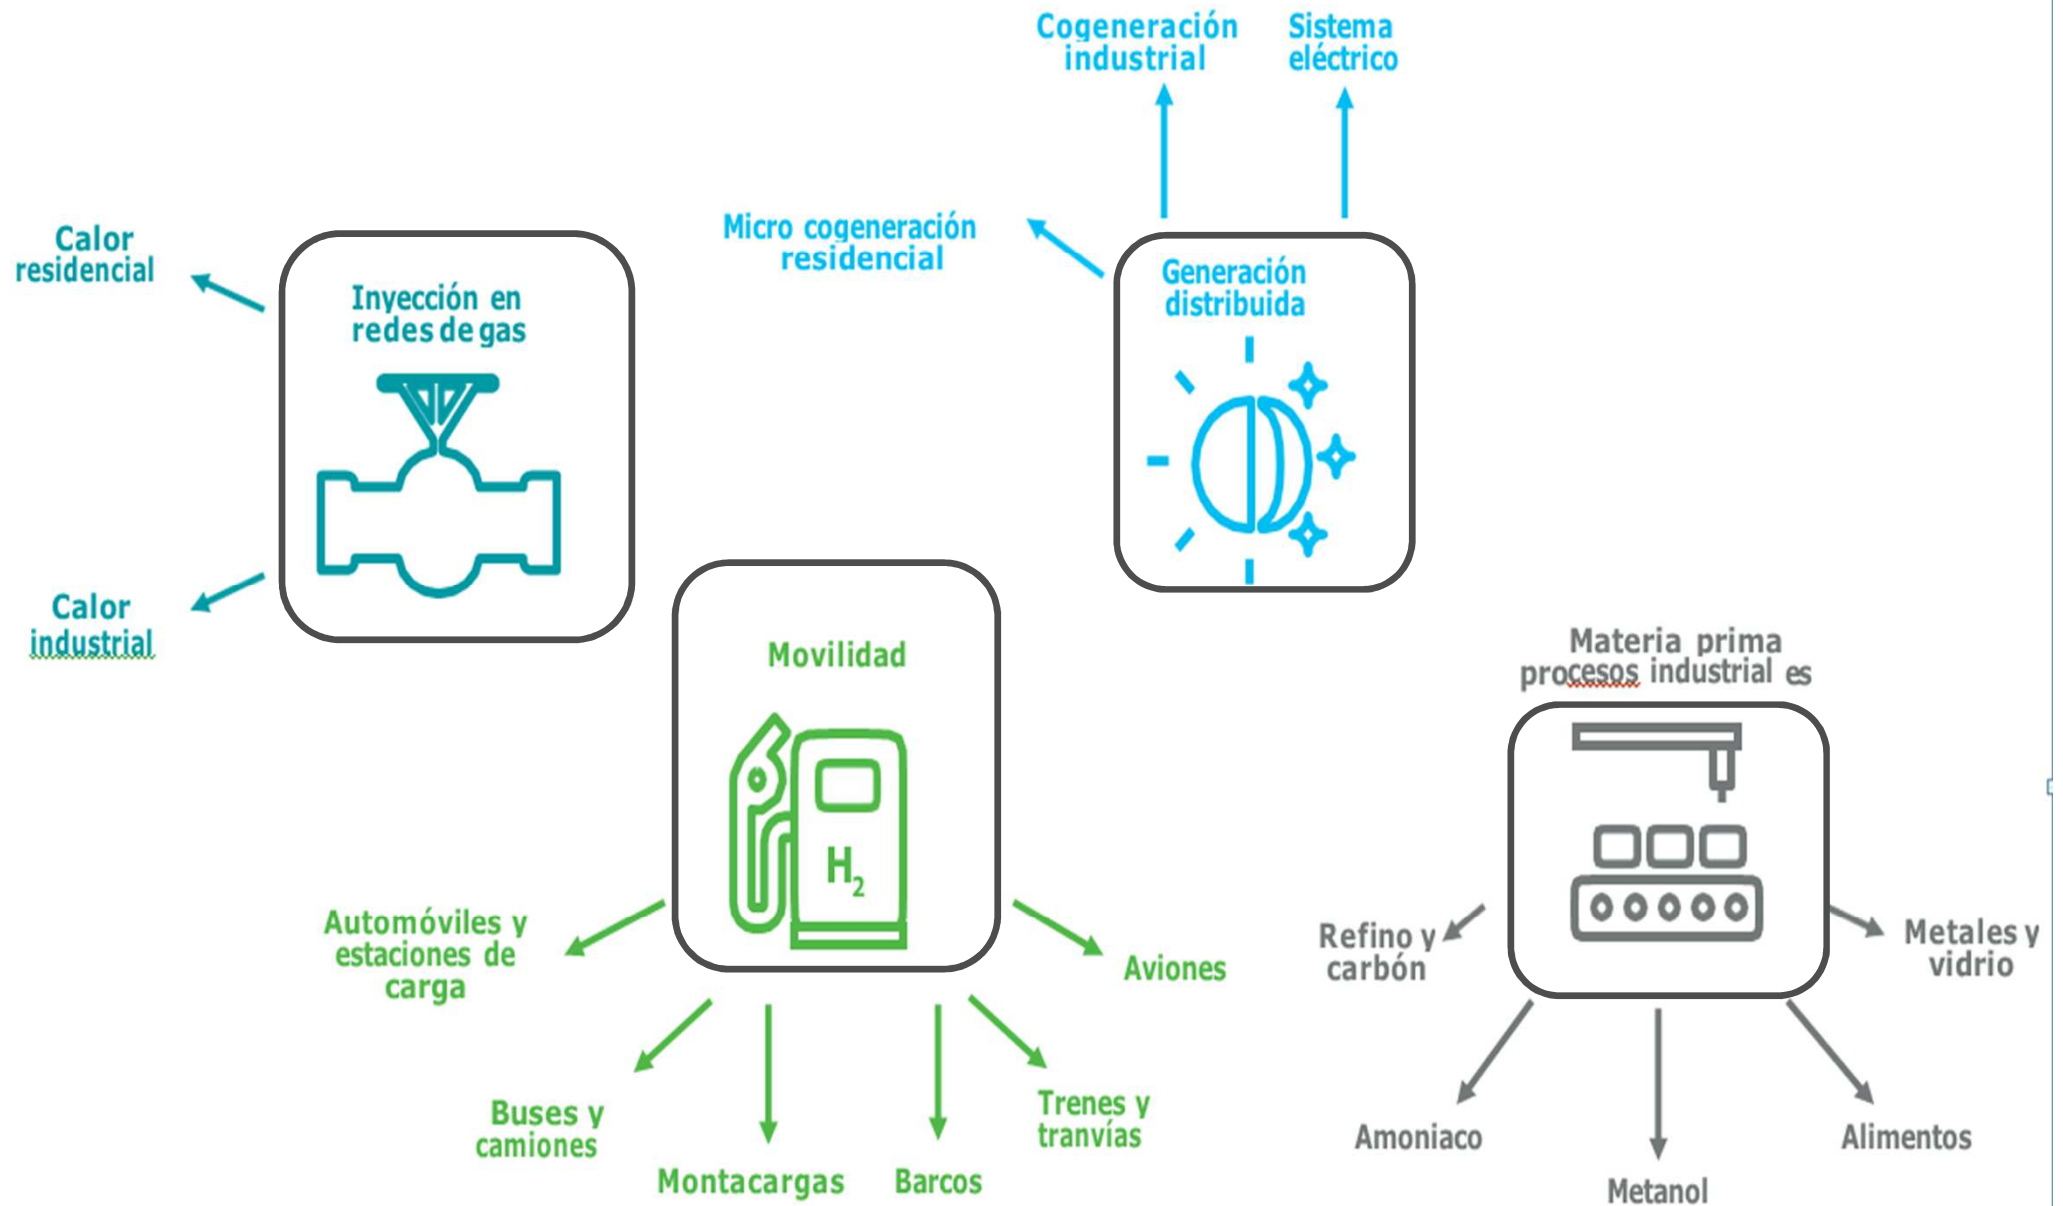 Cogeneración
industrial
Sistema
eléctrico
Micro cogeneración
residencial
Calor
residencial
Inyección en
redes de gas
Generación
distribuida
Calor
industrial
Movilidad
H2
Materia prima
procesos industrial es
Automóviles y
estaciones de
carga
Aviones
Refino y
carbón
Metales y
vidrio
Buses y
camiones
Trenes y
tranvías
Montacargas
Barcos
Amoniaco
Alimentos
Metanol